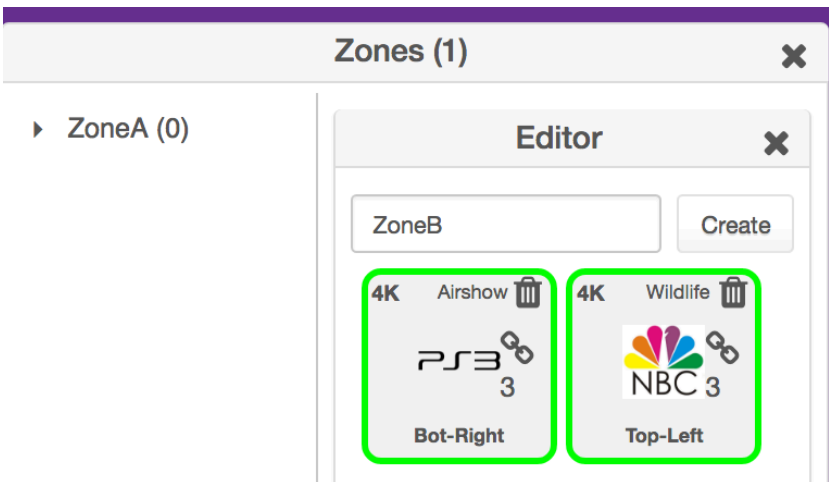 Zones (1)
ZoneA (0)
Editor
ZoneB
Create
4K Airshow
PS3
3
Bot-Right
4K Wildlife
NBC
3
Top-Left